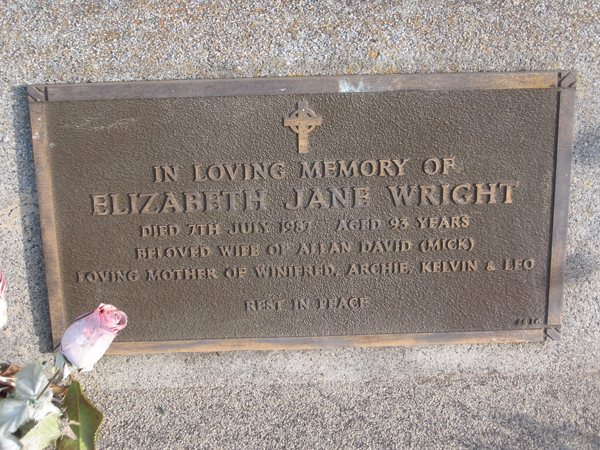 IN LOVING MEMORY OF
ELIZABETH JANE WRIGHT
DIED 7TH JULY 1987 AGED 93 YEARS
BELOVED WIFE OF ALLAN DAVID (MICK)
LOVING MOTHER OF WINIFRED, ARCHIE, KELVIN & LEO
REST IN PEACE